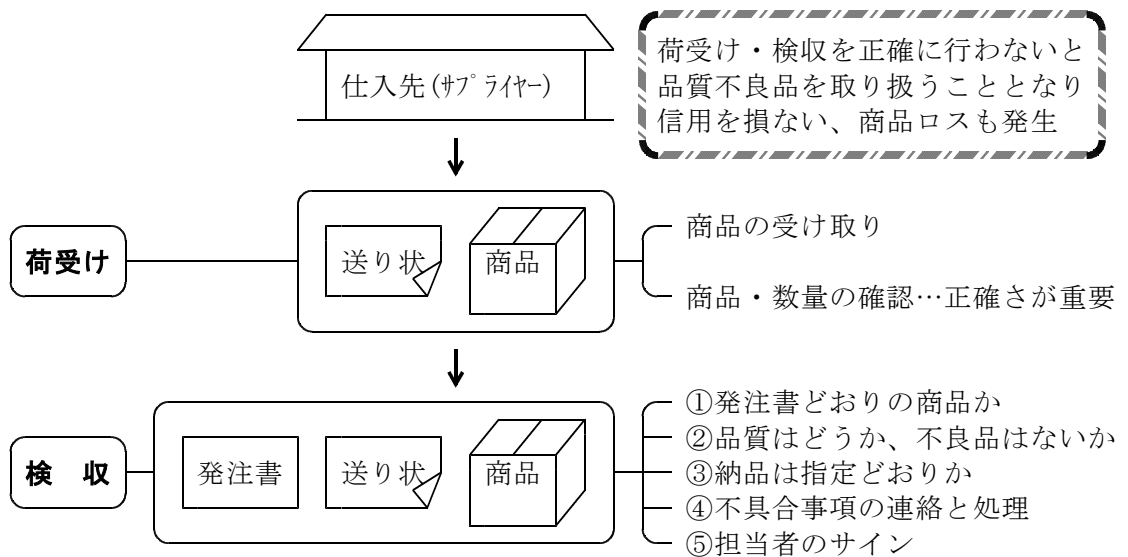 仕入先(ｻﾌﾟﾗｲﾔｰ)
荷受け・検収を正確に行わないと
品質不良品を取り扱うこととなり
信用を損ない、商品ロスも発生
荷受け
送り状
商品
商品の受け取り
商品・数量の確認…正確さが重要
検　収
発注書
送り状
商品
①発注書どおりの商品か
②品質はどうか、不良品はないか
③納品は指定どおりか
④不具合事項の連絡と処理
⑤担当者のサイン